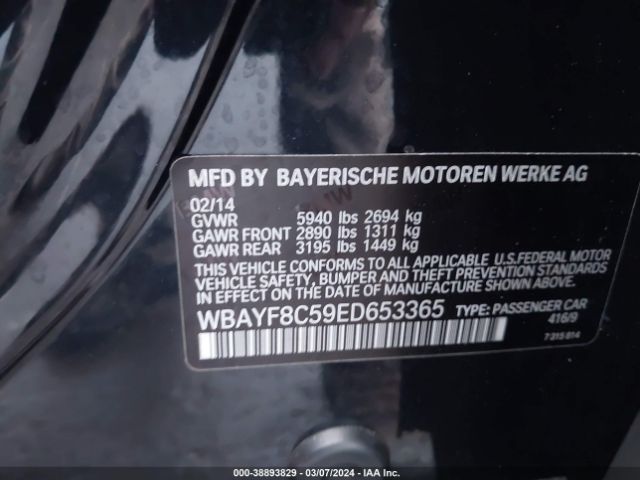 MFD BY BAYERISCHE MOTOREN WERKE AG
02/14
GVWR 5940 lbs 2694 kg
GAWR FRONT 2890 lbs 1311 kg
GAWR REAR 3195 lbs 1449 kg
THIS VEHICLE CONFORMS TO ALL APPLICABLE U.S.FEDERAL MOTOR
VEHICLE SAFETY, BUMPER AND THEFT PREVENTION STANDARDS
IN EFFECT ON THE DATE OF MANUFACTURE SHOWN ABOVE.
WBAYF8C59ED653365 TYPE: PASSENGER CAR
416/9
7 315 814
000-38893829 - 03/07/2024 - IAA Inc.